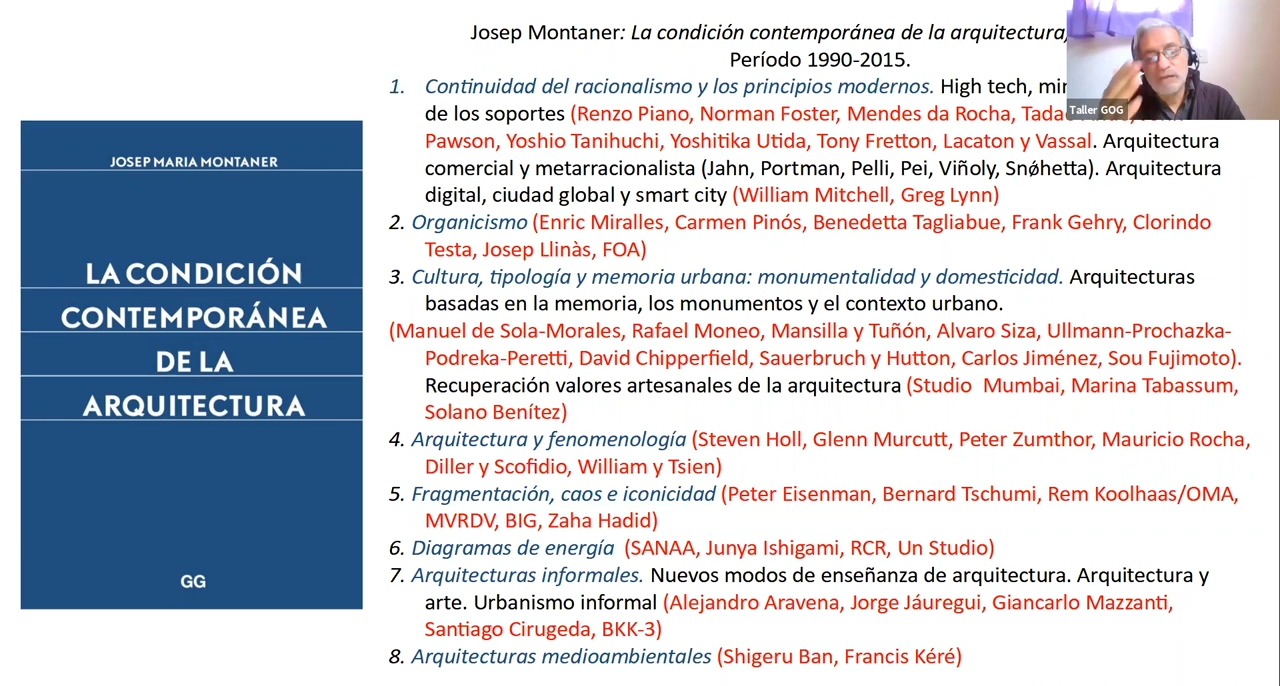 JOSEP MARIA MONTANER
LA CONDICIÓN
CONTEMPORÁNEA
DE LA
ARQUITECTURA
GG
Josep Montaner: La condición contemporánea de la arquitectura,
Período 1990-2015.
1. Continuidad del racionalismo y los principios modernos. High tech,
de los soportes (Renzo Piano, Norman Foster, Mendes da Rocha,
Pawson, Yoshio Tanihuchi, Yoshitika Utida, Tony Fretton, Lacaton y Vassal. Arquitectura
comercial y metarracionalista (Jahn, Portman, Pelli, Pei, Viñoly, Snǿhetta). Arquitectura
digital, ciudad global y smart city (William Mitchell, Greg Lynn)
2. Organicismo (Enric Miralles, Carmen Pinós, Benedetta Tagliabue, Frank Gehry, Clorindo
Testa, Josep Llinàs, FOA)
3. Cultura, tipología y memoria urbana: monumentalidad y domesticidad. Arquitecturas
basadas en la memoria, los monumentos y el contexto urbano.
(Manuel de Sola-Morales, Rafael Moneo, Mansilla y Tuñón, Alvaro Siza, Ullmann-Prochazka-
Podreka-Peretti, David Chipperfield, Sauerbruch y Hutton, Carlos Jiménez, Sou Fujimoto).
Recuperación valores artesanales de la arquitectura (Studio Mumbai, Marina Tabassum,
Solano Benítez)
4. Arquitectura y fenomenología (Steven Holl, Glenn Murcutt, Peter Zumthor, Mauricio Rocha,
Diller y Scofidio, William y Tsien)
5. Fragmentación, caos e iconicidad (Peter Eisenman, Bernard Tschumi, Rem Koolhaas/OMA,
MVRDV, BIG, Zaha Hadid)
6. Diagramas de energía (SANAA, Junya Ishigami, RCR, Un Studio)
7. Arquitecturas informales. Nuevos modos de enseñanza de arquitectura. Arquitectura y
arte. Urbanismo informal (Alejandro Aravena, Jorge Jáuregui, Giancarlo Mazzanti,
Santiago Cirugeda, BKK-3)
8. Arquitecturas medioambientales (Shigeru Ban, Francis Kéré)
Taller GOG